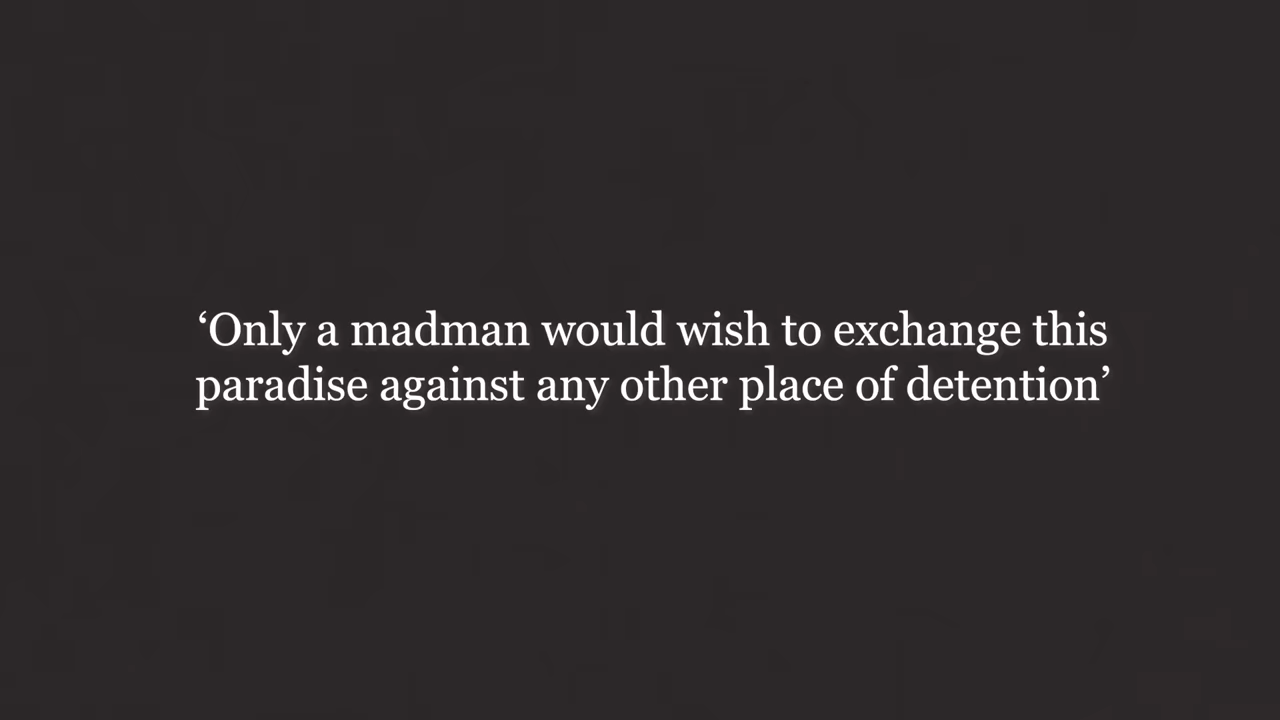 ‘Only a madman would wish to exchange this
paradise against any other place of detention’